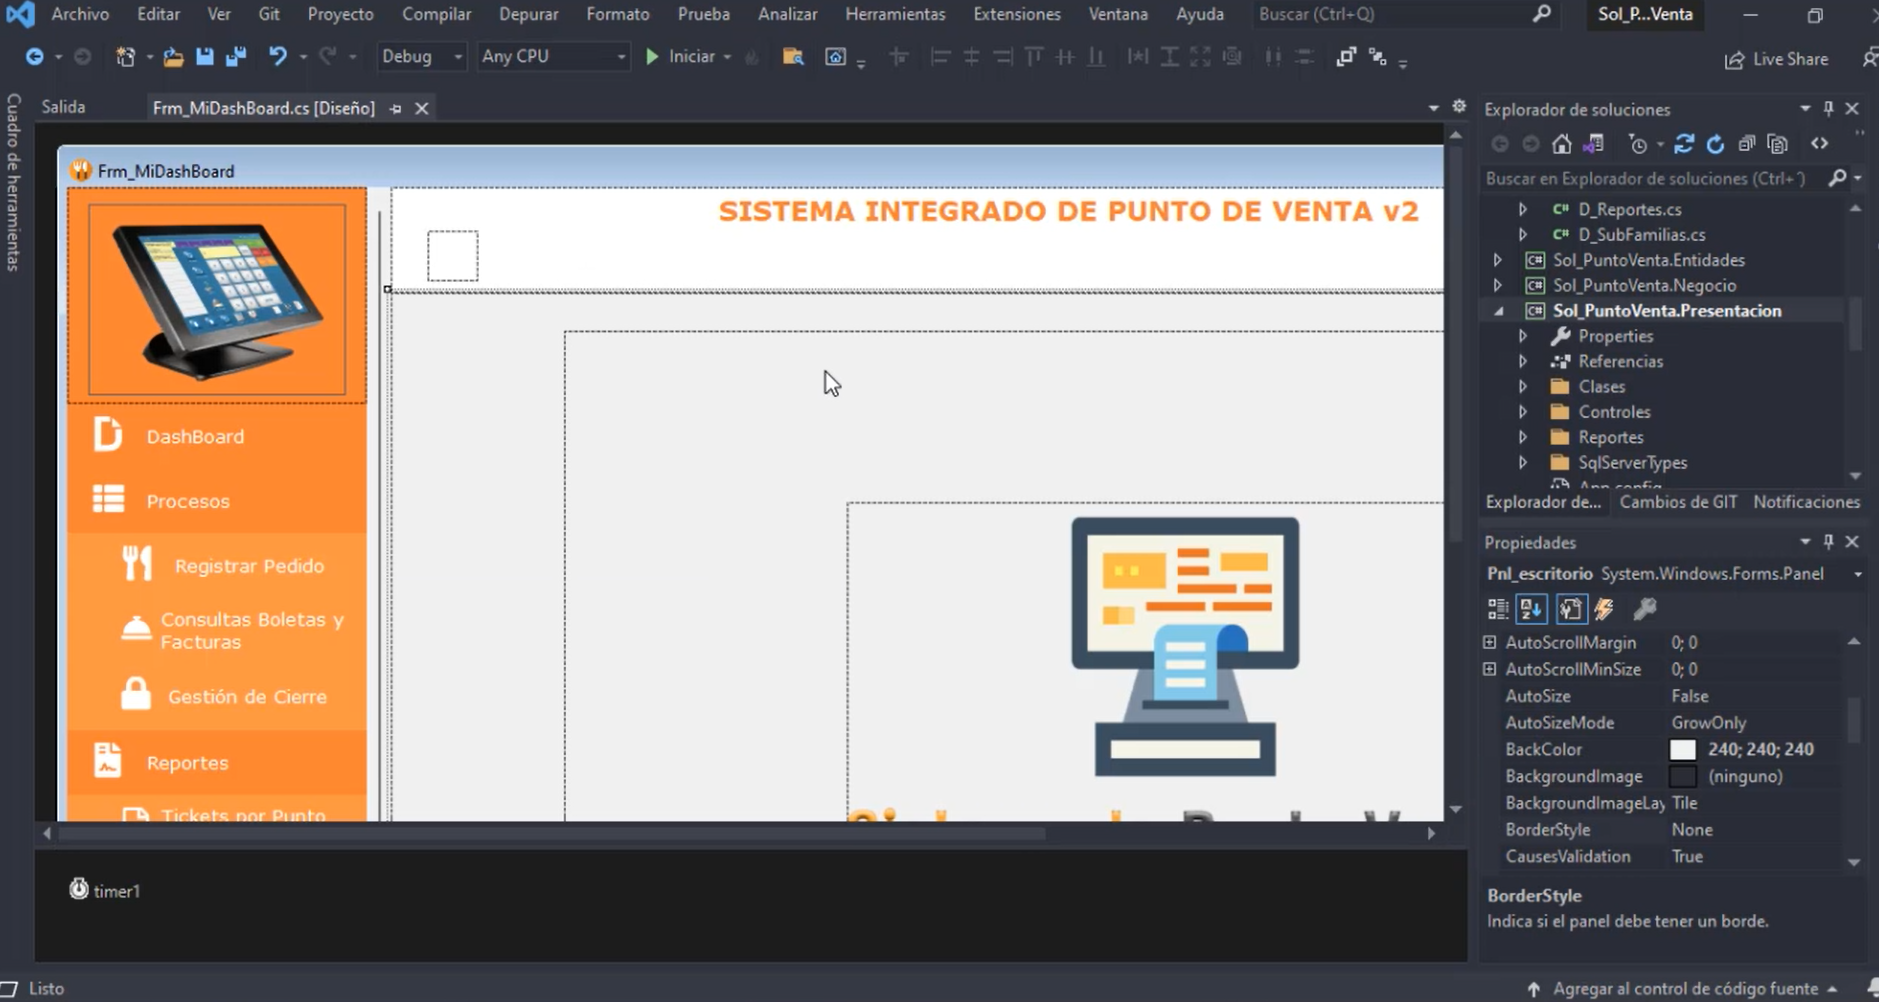 Archivo Editar Ver Git Proyecto Compilar Depurar Formato Prueba Analizar Herramientas Extensiones Ventana Ayuda Buscar (Ctrl+Q) Sol_P...Venta
Debug Any CPU Iniciar Live Share
Cuadro de herramientas
Salida Frm_MiDashBoard.cs [Diseño]
Frm_MiDashBoard
SISTEMA INTEGRADO DE PUNTO DE VENTA v2
DashBoard
Procesos
Registrar Pedido
Consultas Boletas y
Facturas
Gestión de Cierre
Reportes
Tickets por Punto
timer1
Explorador de soluciones
Buscar en Explorador de soluciones (Ctrl+´)
C# D_Reportes.cs
C# D_SubFamilias.cs
C# Sol_PuntoVenta.Entidades
C# Sol_PuntoVenta.Negocio
C# Sol_PuntoVenta.Presentacion
Properties
Referencias
Clases
Controles
Reportes
SqlServerTypes
App.config
Explorador de... Cambios de GIT Notificaciones
Propiedades
Pnl_escritorio System.Windows.Forms.Panel
AutoScrollMargin 0; 0
AutoScrollMinSize 0; 0
AutoSize False
AutoSizeMode GrowOnly
BackColor 240; 240; 240
BackgroundImage (ninguno)
BackgroundImageLay Tile
BorderStyle None
CausesValidation True
BorderStyle
Indica si el panel debe tener un borde.
Listo Agregar al control de código fuente